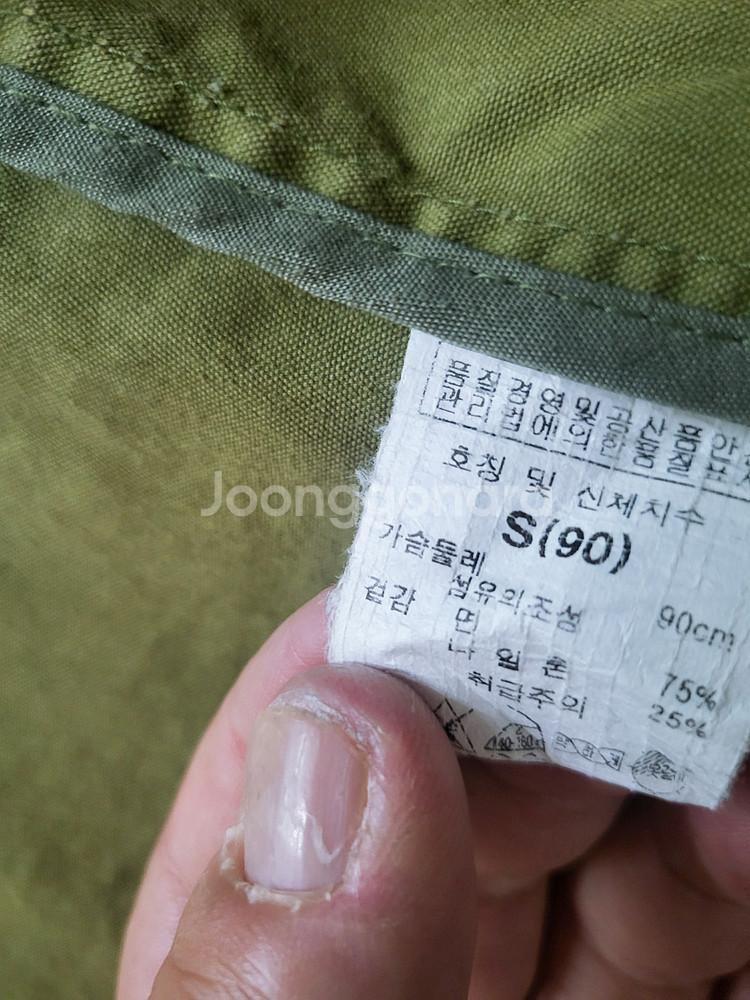 품질경영및공산품안
관리법에의한품질표시
호칭 및 신체치수
S(90)
가슴둘레 90cm
겉감 섬유의조성
면 75%
나일론 25%
취급주의
Joonggonara